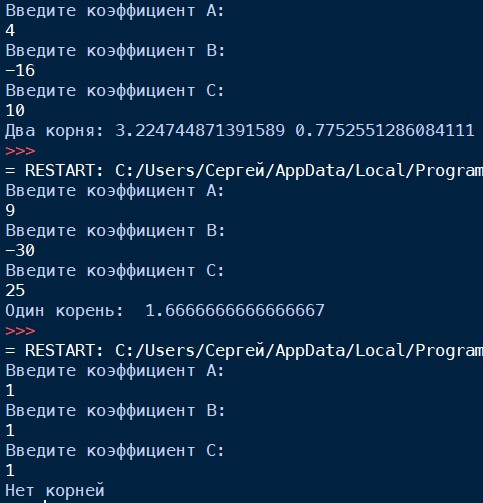 Введите коэффициент A:
4
Введите коэффициент B:
-16
Введите коэффициент C:
10
Два корня: 3.224744871391589 0.7752551286084111
>>>
= RESTART: C:/Users/Сергей/AppData/Local/Program
Введите коэффициент A:
9
Введите коэффициент B:
-30
Введите коэффициент C:
25
Один корень:  1.6666666666666667
>>>
= RESTART: C:/Users/Сергей/AppData/Local/Program
Введите коэффициент A:
1
Введите коэффициент B:
1
Введите коэффициент C:
1
Нет корней